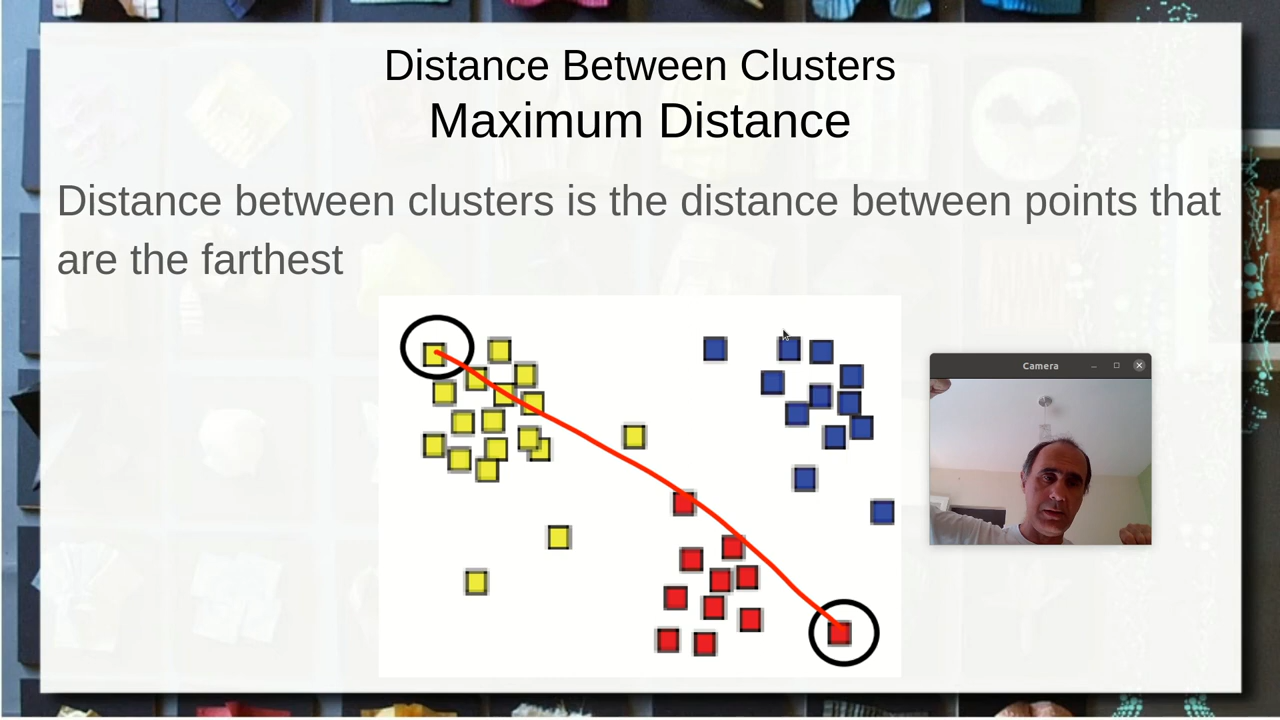 Distance Between Clusters
Maximum Distance
Distance between clusters is the distance between points that
are the farthest
Camera